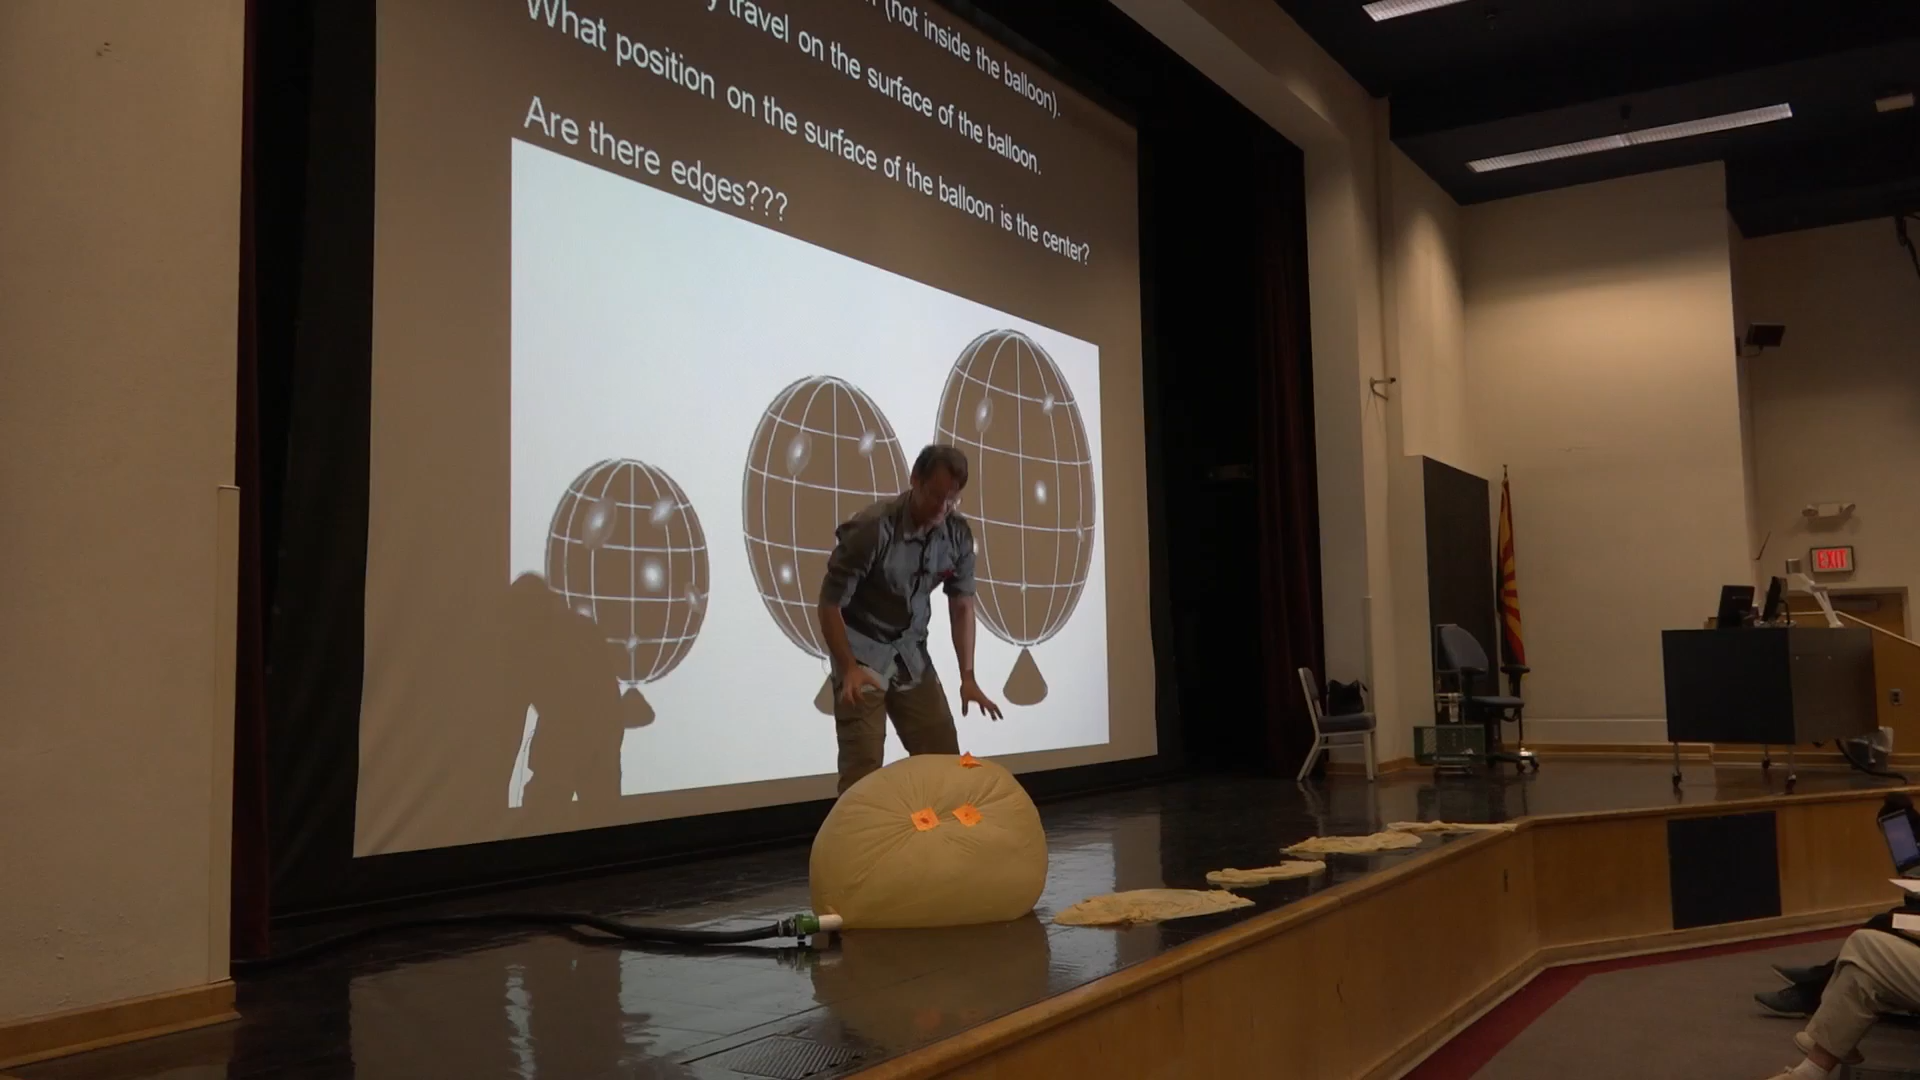 (not inside the balloon).
travel on the surface of the balloon.
What position on the surface of the balloon is the center?
Are there edges???
EXIT